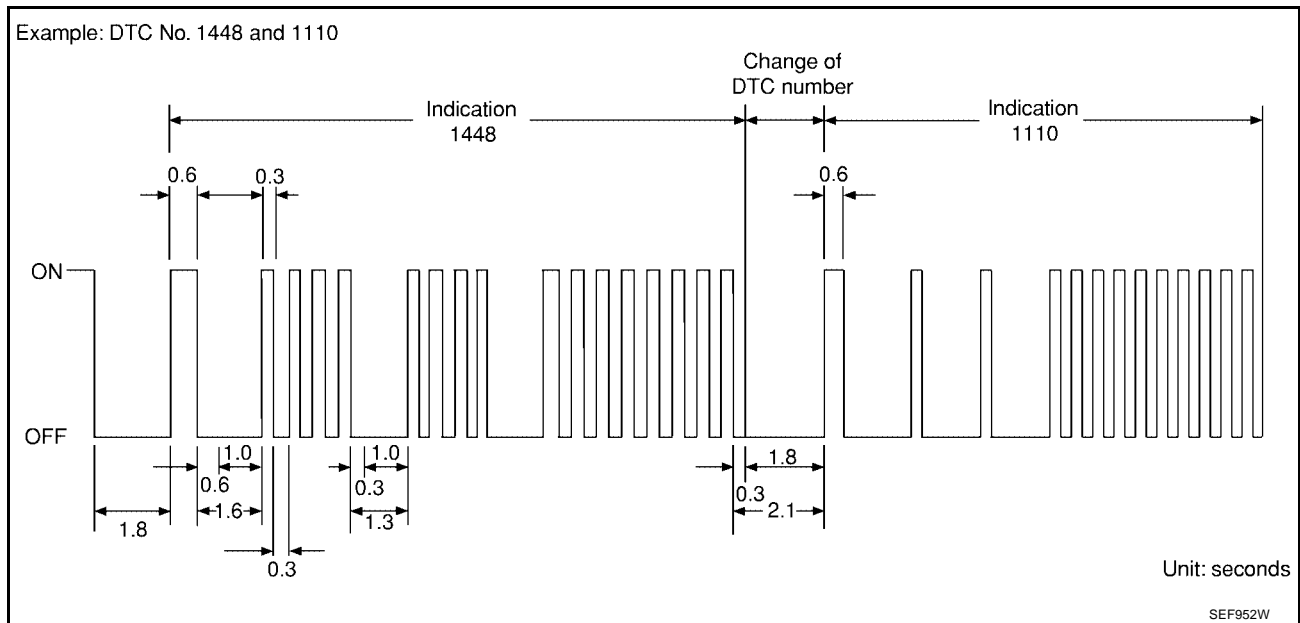 Example: DTC No. 1448 and 1110
Change of
DTC number
Indication
1448
Indication
1110
0.6
0.3
0.6
ON
OFF
1.0
1.0
1.8
0.6
0.3
0.3
1.6
1.3
2.1
1.8
0.3
Unit: seconds
SEF952W